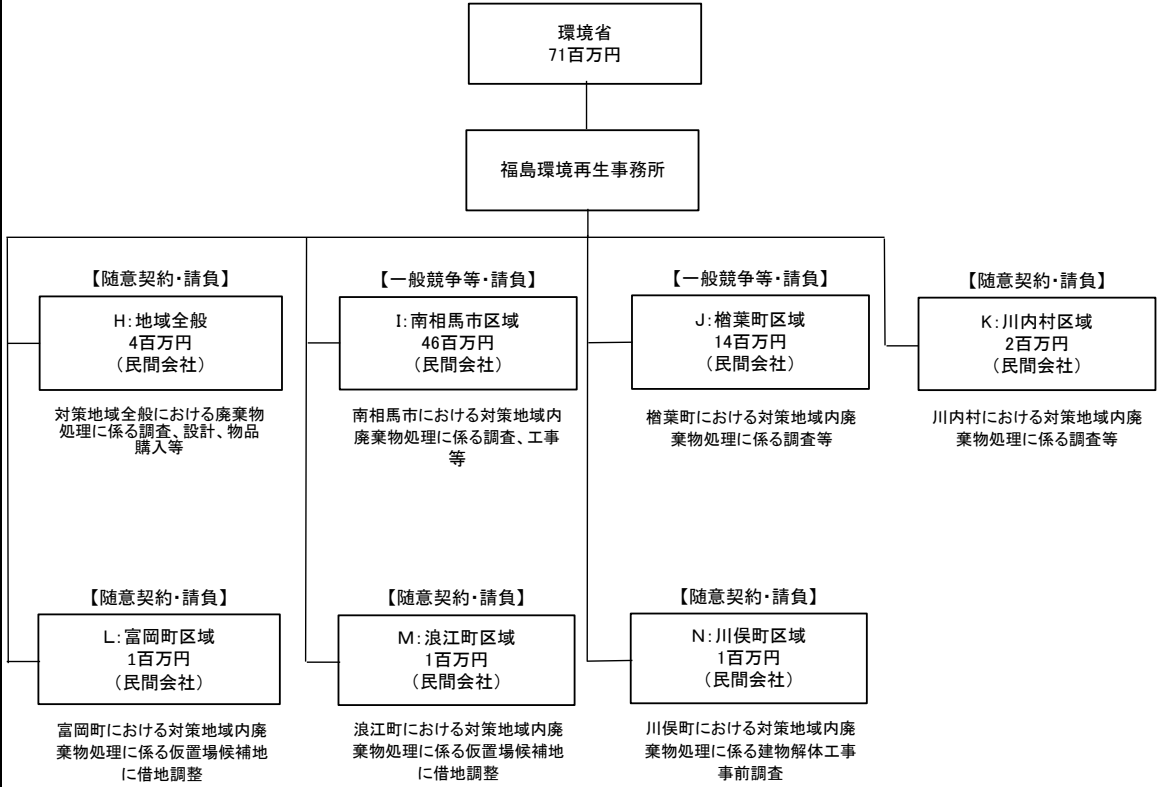 環境省
71百万円
福島環境再生事務所
【随意契約・請負】
H:地域全般
4百万円
(民間会社)
対策地域全般における廃棄物
処理に係る調査、設計、物品
購入等
【一般競争等・請負】
I:南相馬市区域
46百万円
(民間会社)
南相馬市における対策地域内
廃棄物処理に係る調査、工事
等
【一般競争等・請負】
J:楢葉町区域
14百万円
(民間会社)
楢葉町における対策地域内廃
棄物処理に係る調査等
【随意契約・請負】
K:川内村区域
2百万円
(民間会社)
川内村における対策地域内廃
棄物処理に係る調査等
【随意契約・請負】
L:富岡町区域
1百万円
(民間会社)
富岡町における対策地域内廃
棄物処理に係る仮置場候補地
に借地調整
【随意契約・請負】
M:浪江町区域
1百万円
(民間会社)
浪江町における対策地域内廃
棄物処理に係る仮置場候補地
に借地調整
【随意契約・請負】
N:川俣町区域
1百万円
(民間会社)
川俣町における対策地域内廃
棄物処理に係る建物解体工事
事前調査